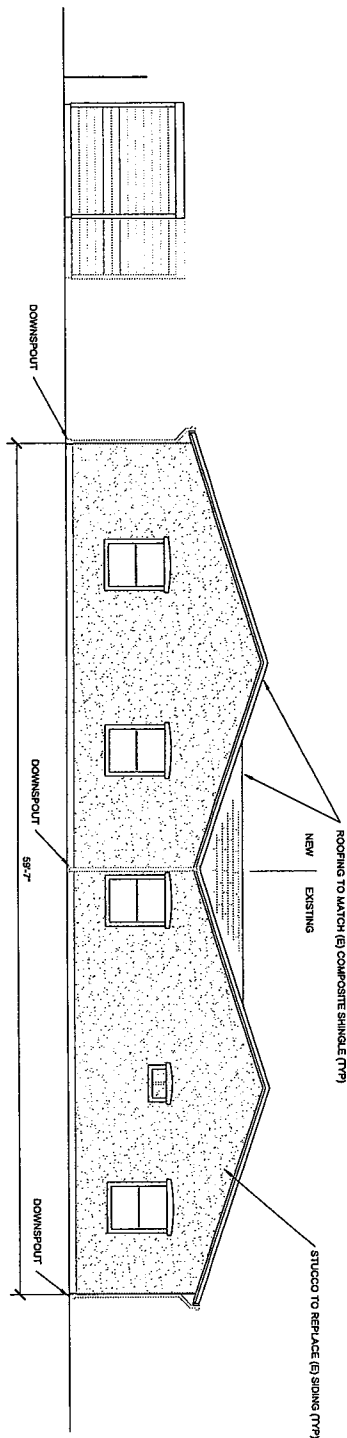 ROOFING TO MATCH (E) COMPOSITE SHINGLE (TYP)
NEW
EXISTING
STUCCO TO REPLACE (E) SIDING (TYP)
DOWNSPOUT
DOWNSPOUT
DOWNSPOUT
59'-7"